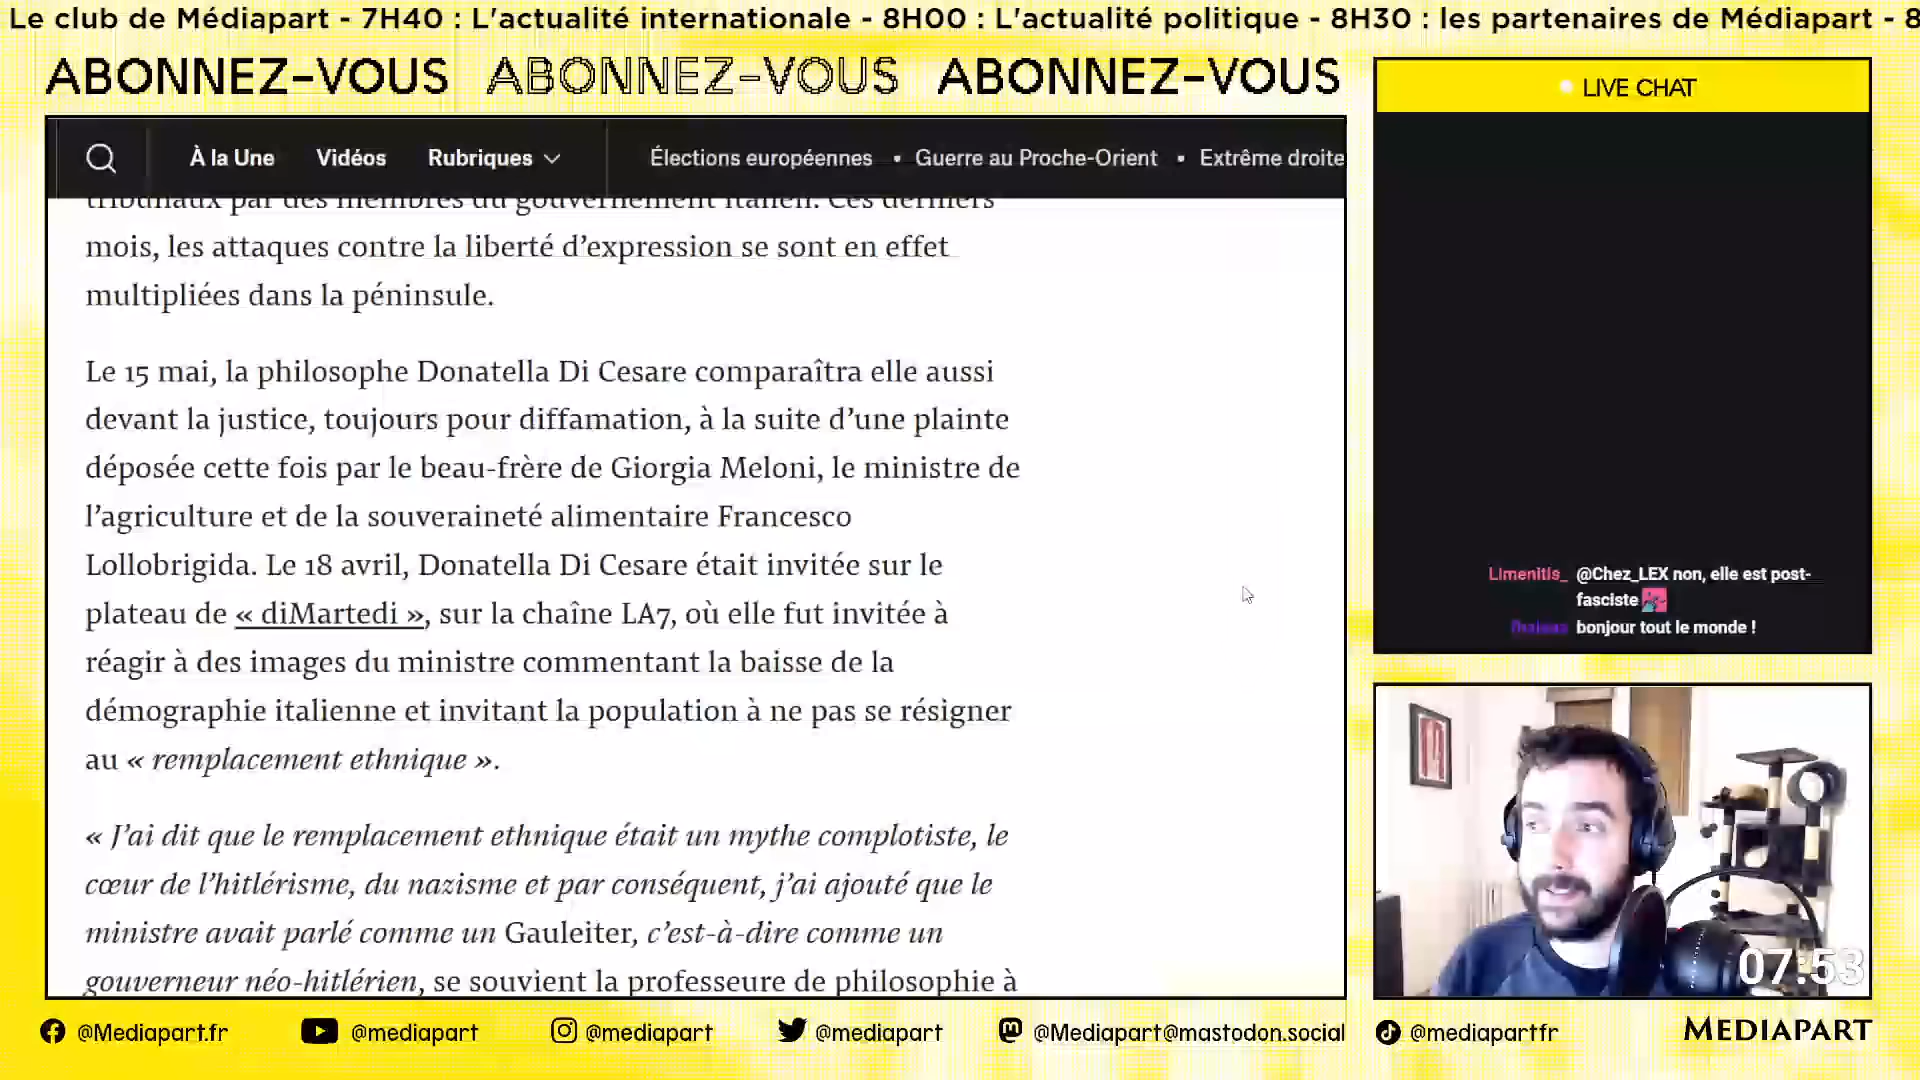 Le club de Médiapart - 7H40 : L'actualité internationale - 8H00 : L'actualité politique - 8H30 : les partenaires de Médiapart - 8
ABONNEZ-VOUS ABONNEZ-VOUS ABONNEZ-VOUS
LIVE CHAT
À la Une Vidéos Rubriques Élections européennes • Guerre au Proche-Orient • Extrême droite
tribunaux par des membres du gouvernement italien. Ces derniers
mois, les attaques contre la liberté d’expression se sont en effet
multipliées dans la péninsule.
Le 15 mai, la philosophe Donatella Di Cesare comparaîtra elle aussi
devant la justice, toujours pour diffamation, à la suite d’une plainte
déposée cette fois par le beau-frère de Giorgia Meloni, le ministre de
l’agriculture et de la souveraineté alimentaire Francesco
Lollobrigida. Le 18 avril, Donatella Di Cesare était invitée sur le
plateau de « diMartedi », sur la chaîne LA7, où elle fut invitée à
réagir à des images du ministre commentant la baisse de la
démographie italienne et invitant la population à ne pas se résigner
au « remplacement ethnique ».
« J’ai dit que le remplacement ethnique était un mythe complotiste, le
cœur de l’hitlérisme, du nazisme et par conséquent, j’ai ajouté que le
ministre avait parlé comme un Gauleiter, c’est-à-dire comme un
gouverneur néo-hitlérien, se souvient la professeure de philosophie à
Limenitis_ @Chez_LEX non, elle est post-
fasciste
bonjour tout le monde !
07:53
@Mediapart.fr @mediapart @mediapart @mediapart @Mediapart@mastodon.social @mediapartfr MEDIAPART